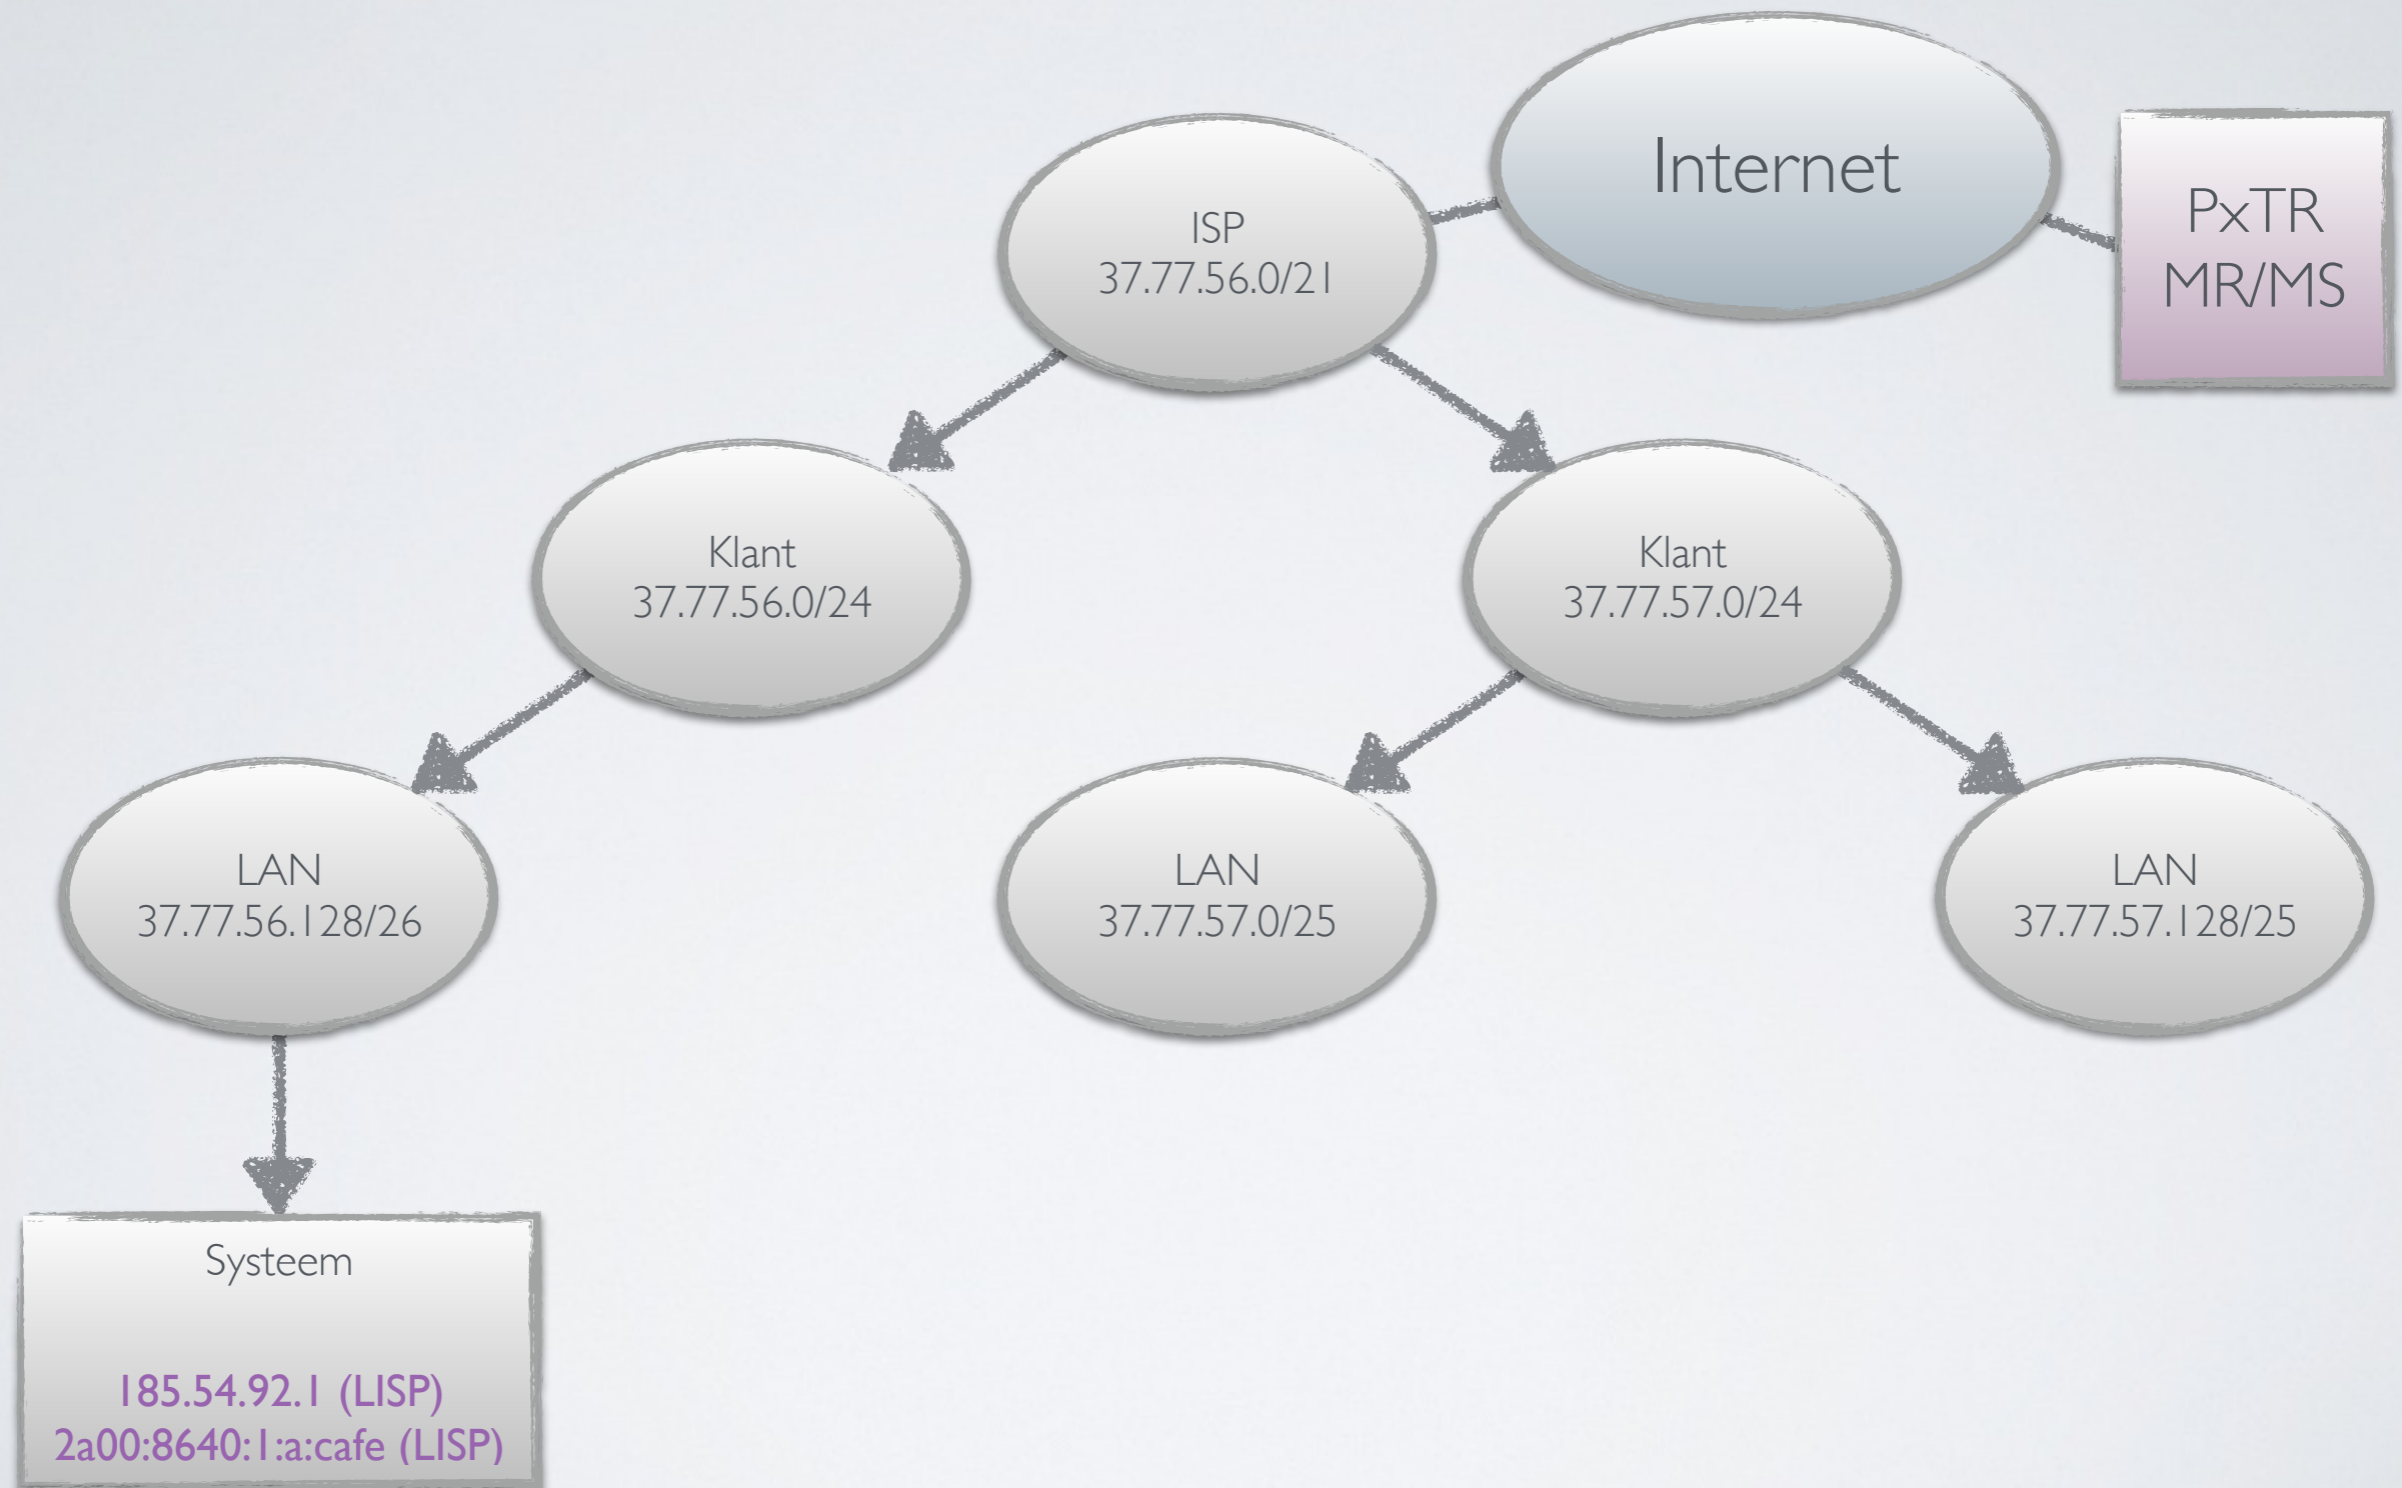 Internet
PxTR
MR/MS
ISP
37.77.56.0/21
Klant
37.77.56.0/24
Klant
37.77.57.0/24
LAN
37.77.56.128/26
LAN
37.77.57.0/25
LAN
37.77.57.128/25
Systeem
185.54.92.1 (LISP)
2a00:8640:1:a:cafe (LISP)